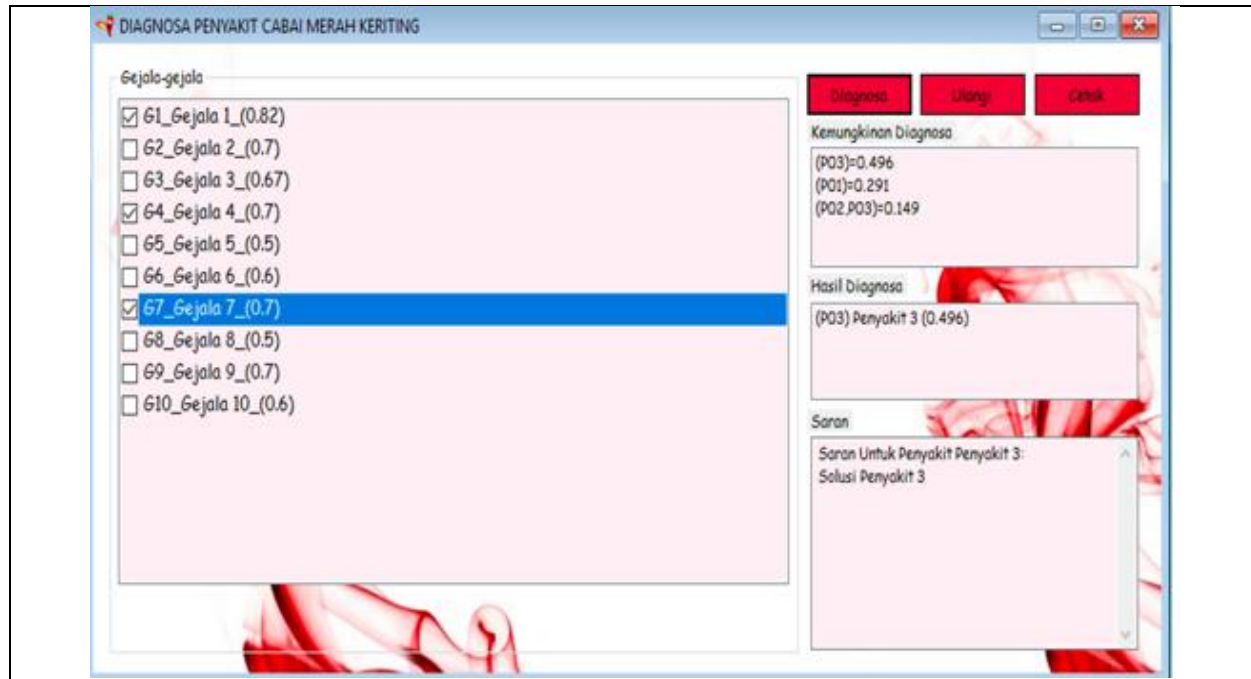 DIAGNOSA PENYAKIT CABAI MERAH KERITING
Gejala-gejala
G1_Gejala 1_(0.82)
G2_Gejala 2_(0.7)
G3_Gejala 3_(0.67)
G4_Gejala 4_(0.7)
G5_Gejala 5_(0.5)
G6_Gejala 6_(0.6)
G7_Gejala 7_(0.7)
G8_Gejala 8_(0.5)
G9_Gejala 9_(0.7)
G10_Gejala 10_(0.6)
Diagnosa Ulangi Cetak
Kemungkinan Diagnosa
(P03)=0.496
(P01)=0.291
(P02,P03)=0.149
Hasil Diagnosa
(P03) Penyakit 3 (0.496)
Saran
Saran Untuk Penyakit Penyakit 3:
Solusi Penyakit 3